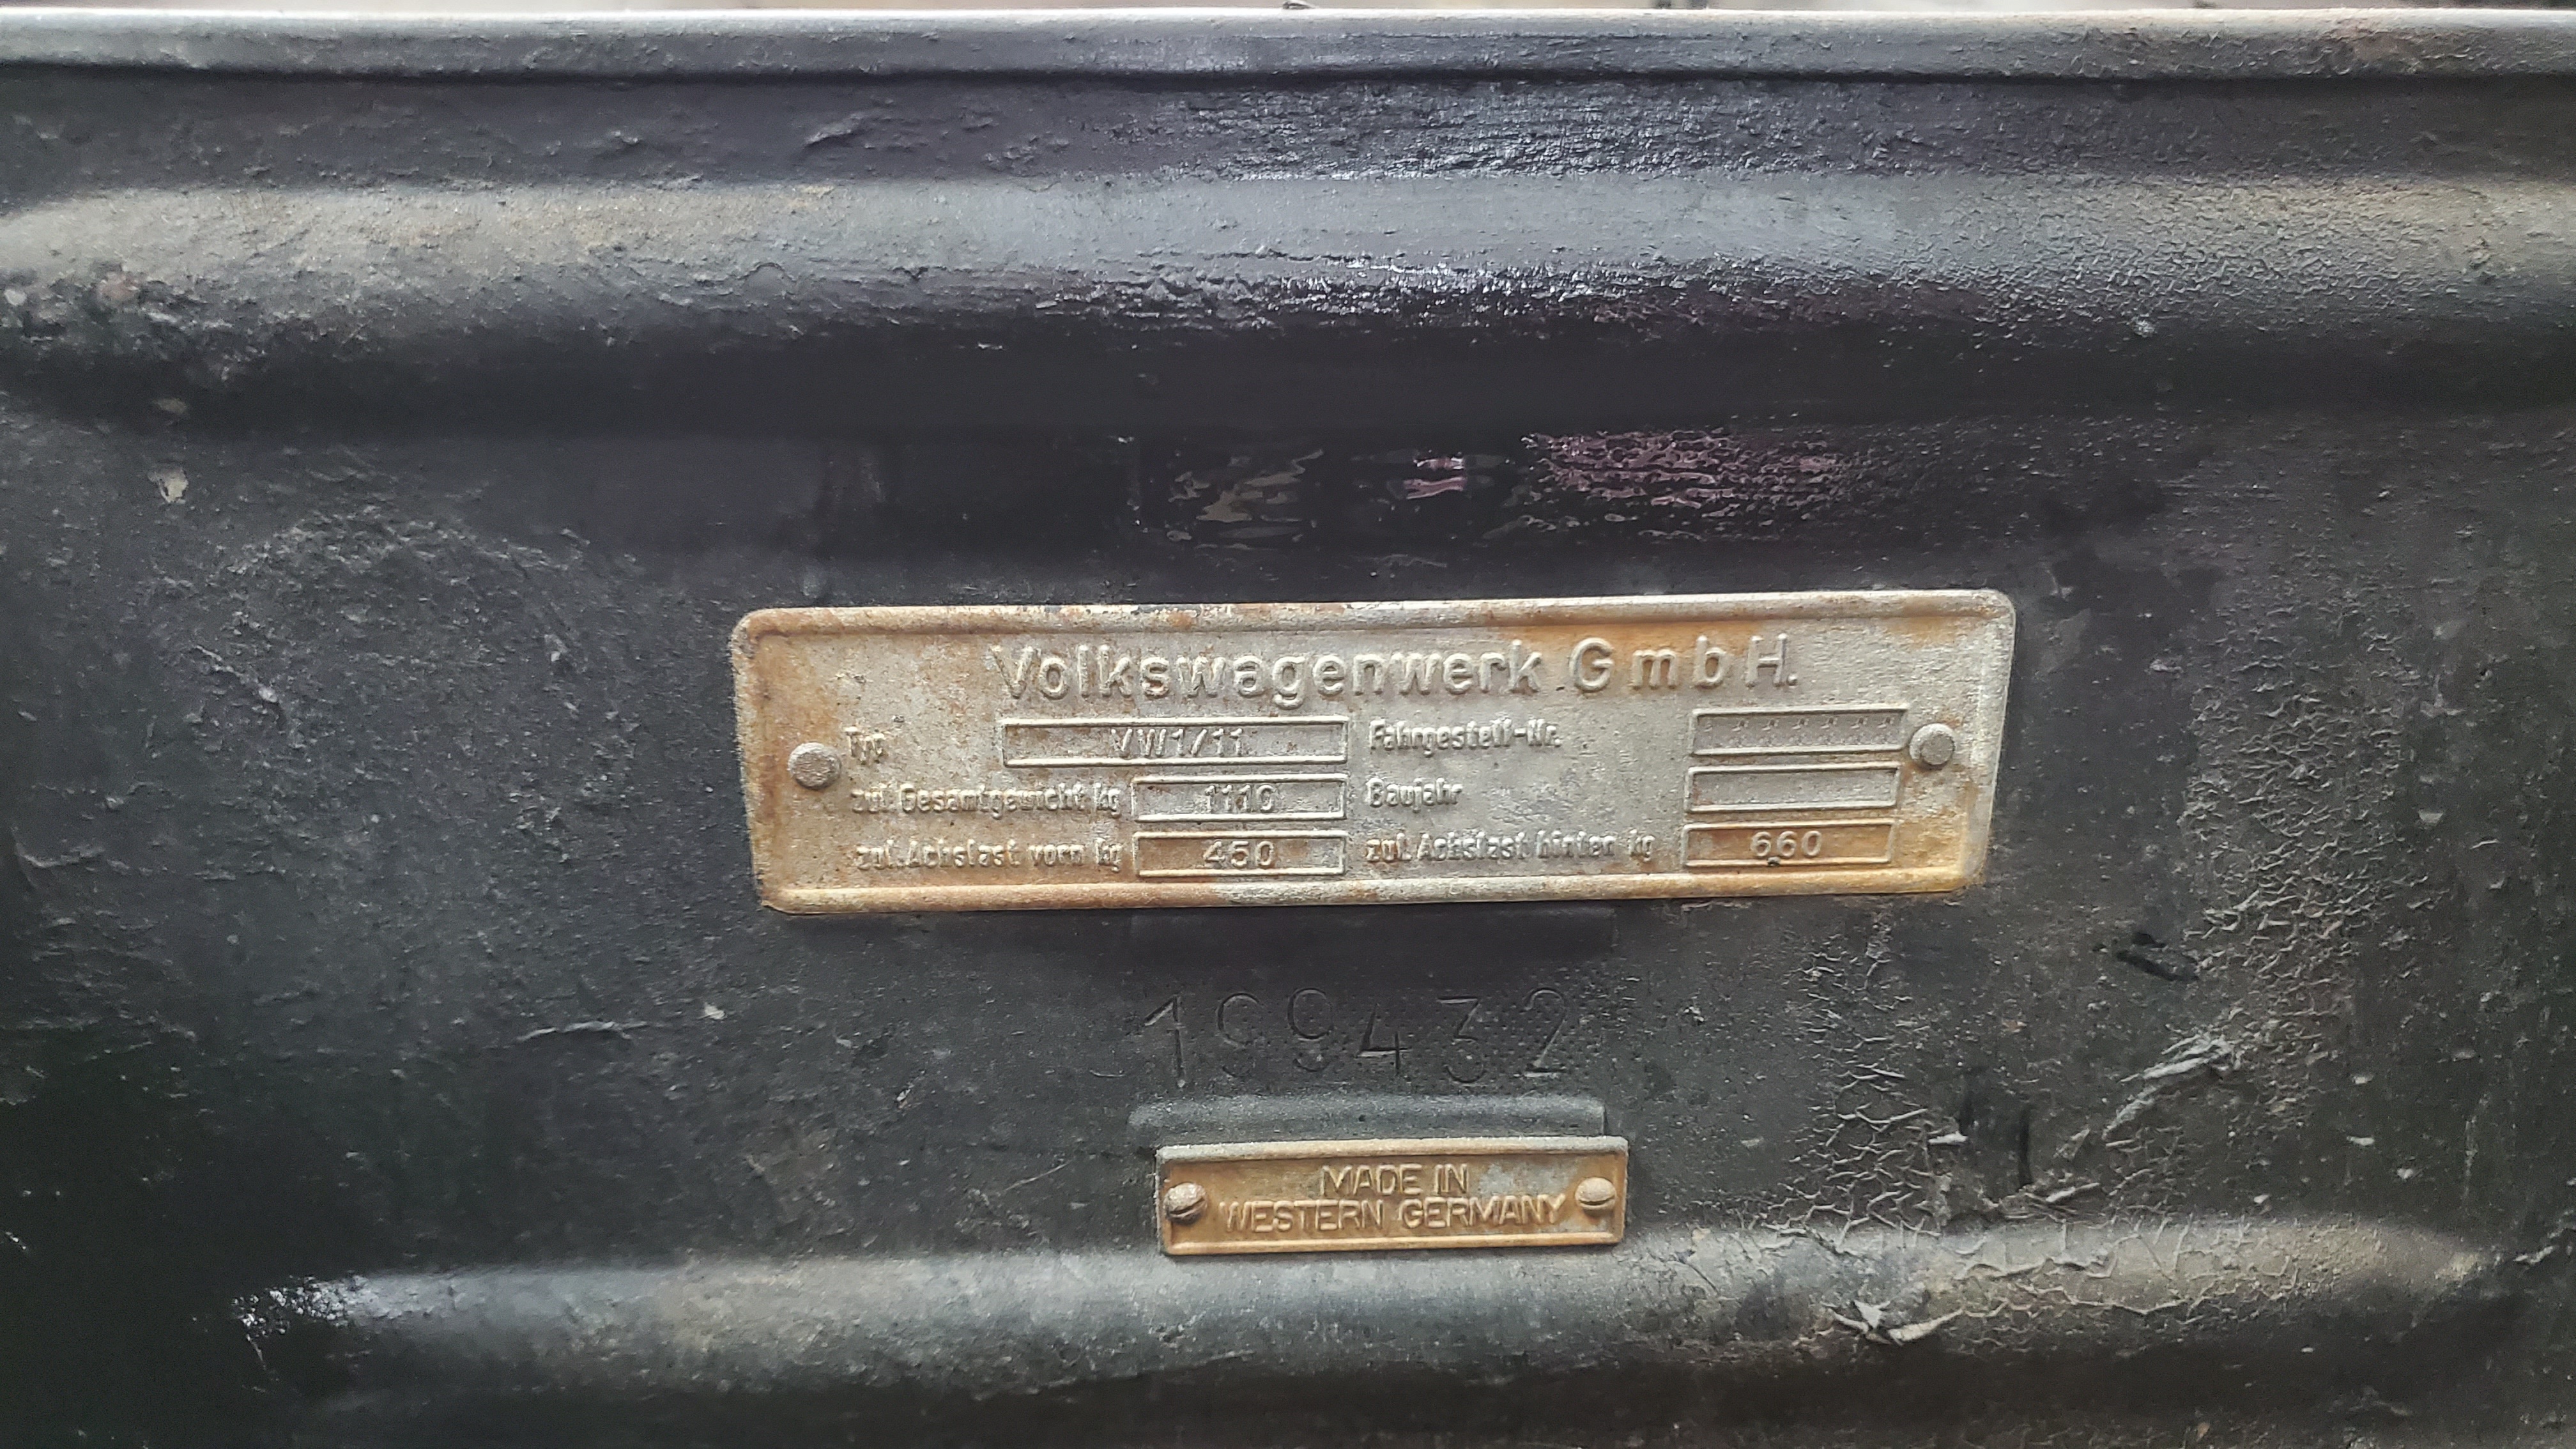 Volkswagenwerk GmbH.
Typ VW1/11 Fahrgestell-Nr. ******
zul. Gesamtgewicht kg 1110 Baujahr
zul. Achslast vorn kg 450 zul. Achslast hinten kg 660
199432
MADE IN
WESTERN GERMANY